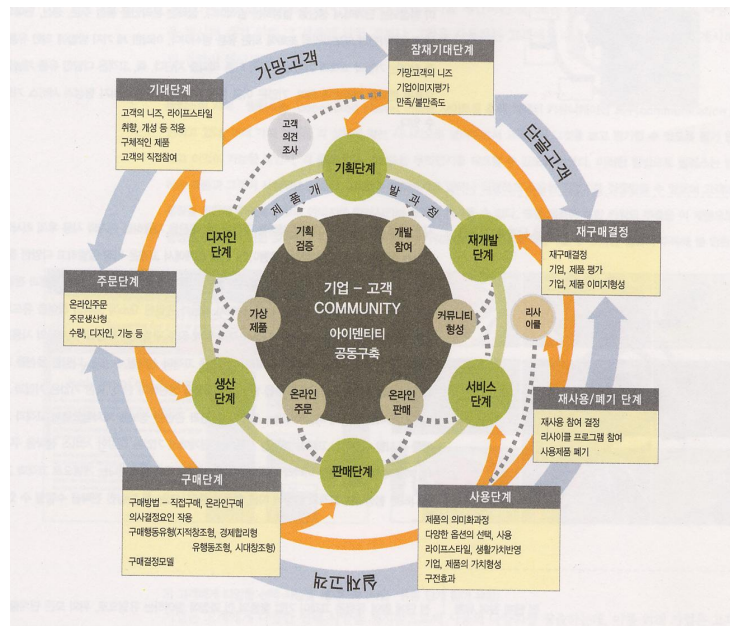 가망고객
잠재기대단계
가망고객의 니즈
기업이미지평가
만족/불만족도
기대단계
고객의 니즈, 라이프스타일
취향, 개성 등 적용
구체적인 제품
고객의 직접참여
고객
의견
조사
단골고객
기획단계
제품개발과정
디자인
단계
기획
검증
개발
참여
재개발
단계
재구매결정
재구매결정
기업, 제품 평가
기업, 제품 이미지형성
주문단계
온라인주문
주문생산형
수량, 디자인, 기능 등
기업 – 고객
COMMUNITY
아이덴티티
공동구축
가상
제품
커뮤니티
형성
리사
이클
생산
단계
온라인
주문
온라인
판매
서비스
단계
재사용/폐기 단계
재사용 참여 결정
리사이클 프로그램 참여
사용제품 폐기
판매단계
구매단계
구매방법 – 직접구매, 온라인구매
의사결정요인 작용
구매행동유형(지적창조형, 경제합리형
유행동조형, 시대창조형)
구매결정모델
사용단계
제품의 의미화과정
다양한 옵션의 선택, 사용
라이프스타일, 생활가치반영
기업, 제품의 가치형성
구전효과
실재고객